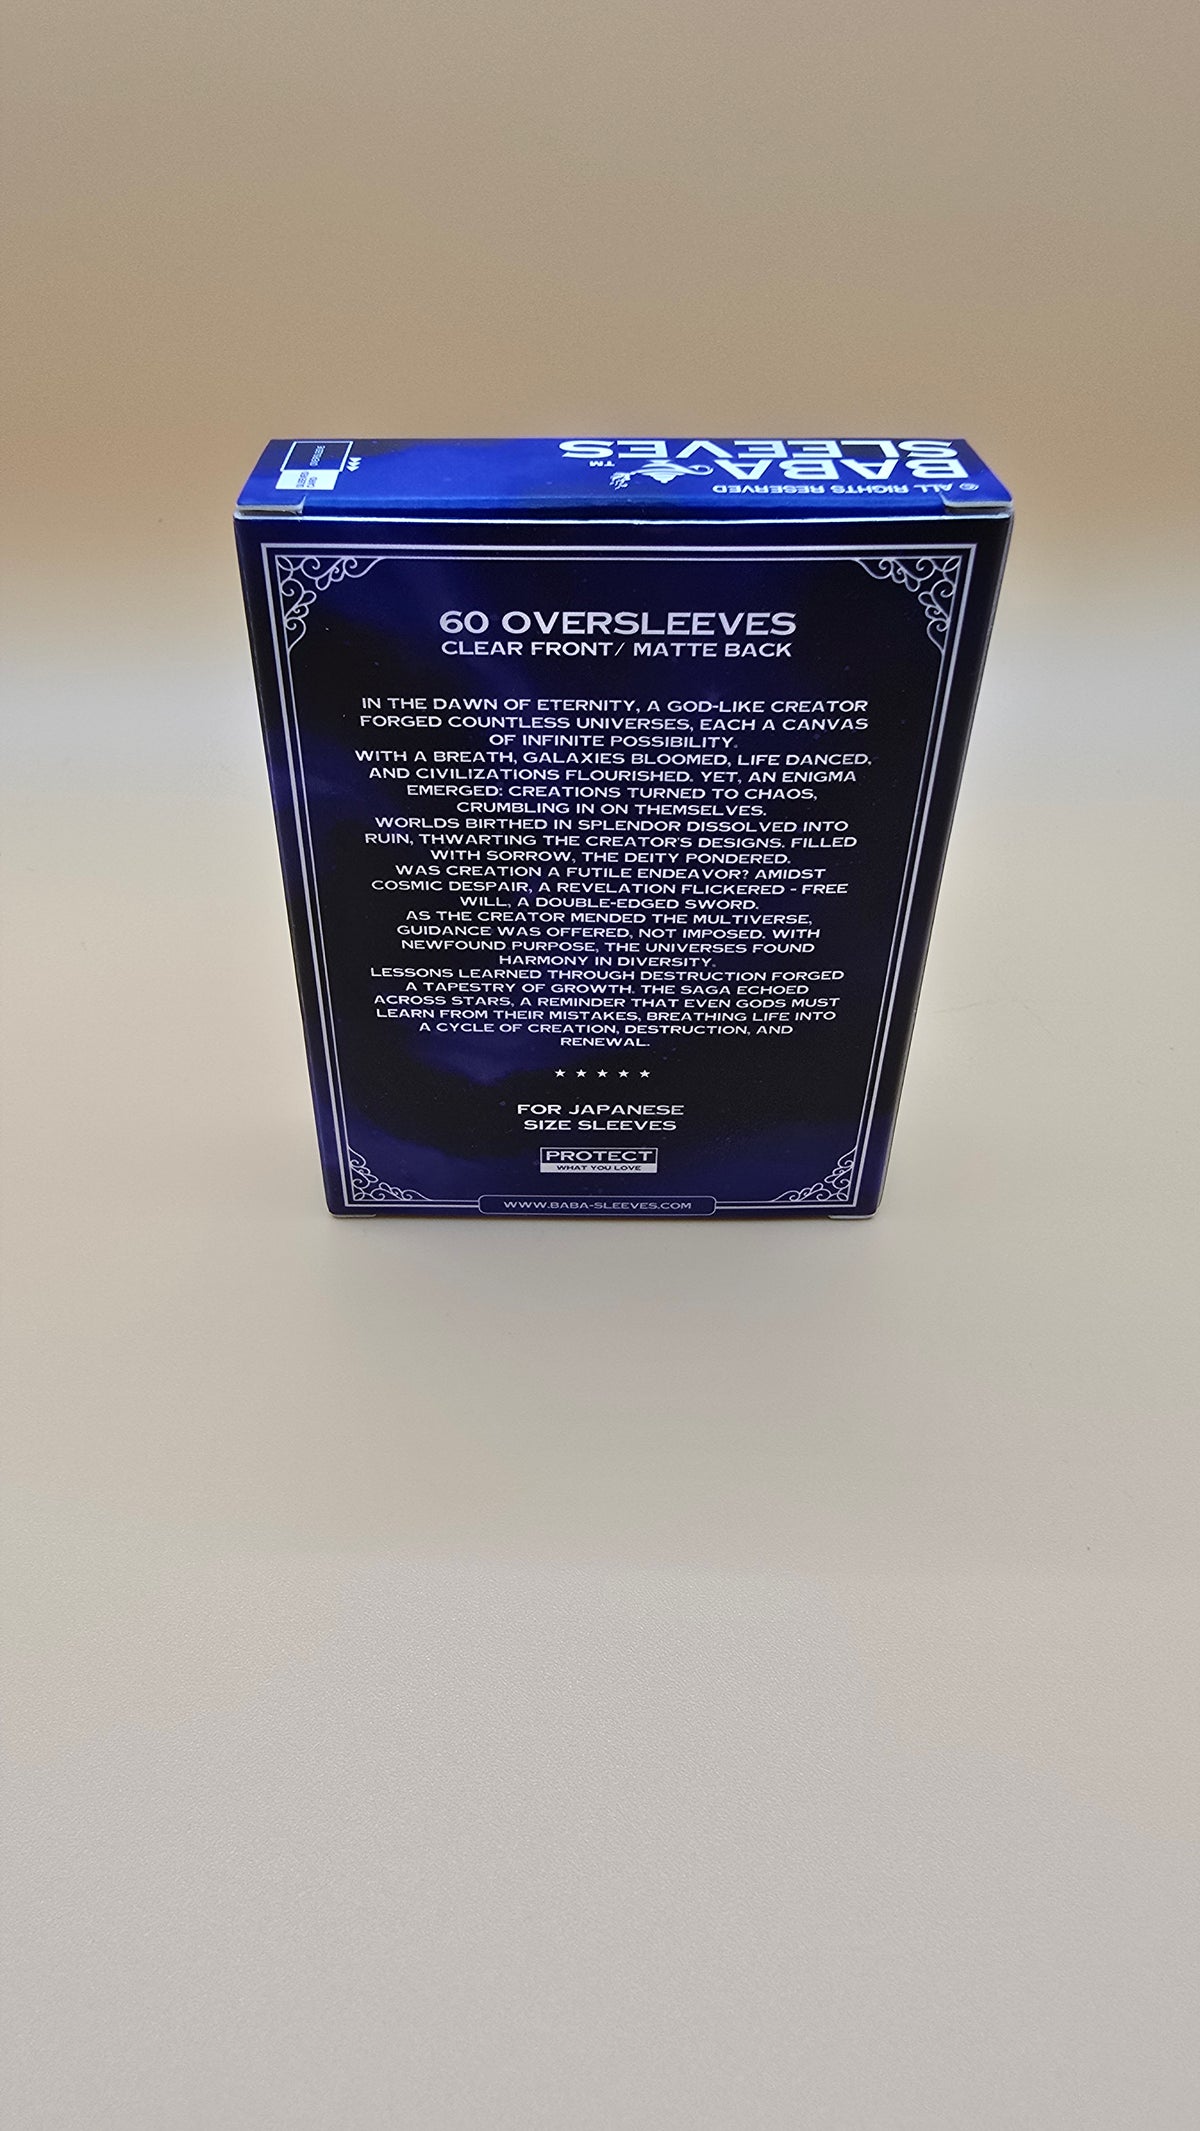 BABA
SLEEVES
™
© ALL RIGHTS RESERVED
OVERSLEEVE
SLEEVED
CARD
60 OVERSLEEVES
CLEAR FRONT/ MATTE BACK
IN THE DAWN OF ETERNITY, A GOD-LIKE CREATOR
FORGED COUNTLESS UNIVERSES, EACH A CANVAS
OF INFINITE POSSIBILITY.
WITH A BREATH, GALAXIES BLOOMED, LIFE DANCED,
AND CIVILIZATIONS FLOURISHED. YET, AN ENIGMA
EMERGED: CREATIONS TURNED TO CHAOS,
CRUMBLING IN ON THEMSELVES.
WORLDS BIRTHED IN SPLENDOR DISSOLVED INTO
RUIN, THWARTING THE CREATOR'S DESIGNS. FILLED
WITH SORROW, THE DEITY PONDERED.
WAS CREATION A FUTILE ENDEAVOR? AMIDST
COSMIC DESPAIR, A REVELATION FLICKERED - FREE
WILL, A DOUBLE-EDGED SWORD.
AS THE CREATOR MENDED THE MULTIVERSE,
GUIDANCE WAS OFFERED, NOT IMPOSED. WITH
NEWFOUND PURPOSE, THE UNIVERSES FOUND
HARMONY IN DIVERSITY.
LESSONS LEARNED THROUGH DESTRUCTION FORGED
A TAPESTRY OF GROWTH. THE SAGA ECHOED
ACROSS STARS, A REMINDER THAT EVEN GODS MUST
LEARN FROM THEIR MISTAKES, BREATHING LIFE INTO
A CYCLE OF CREATION, DESTRUCTION, AND
RENEWAL.
FOR JAPANESE
SIZE SLEEVES
PROTECT
WHAT YOU LOVE
WWW.BABA-SLEEVES.COM